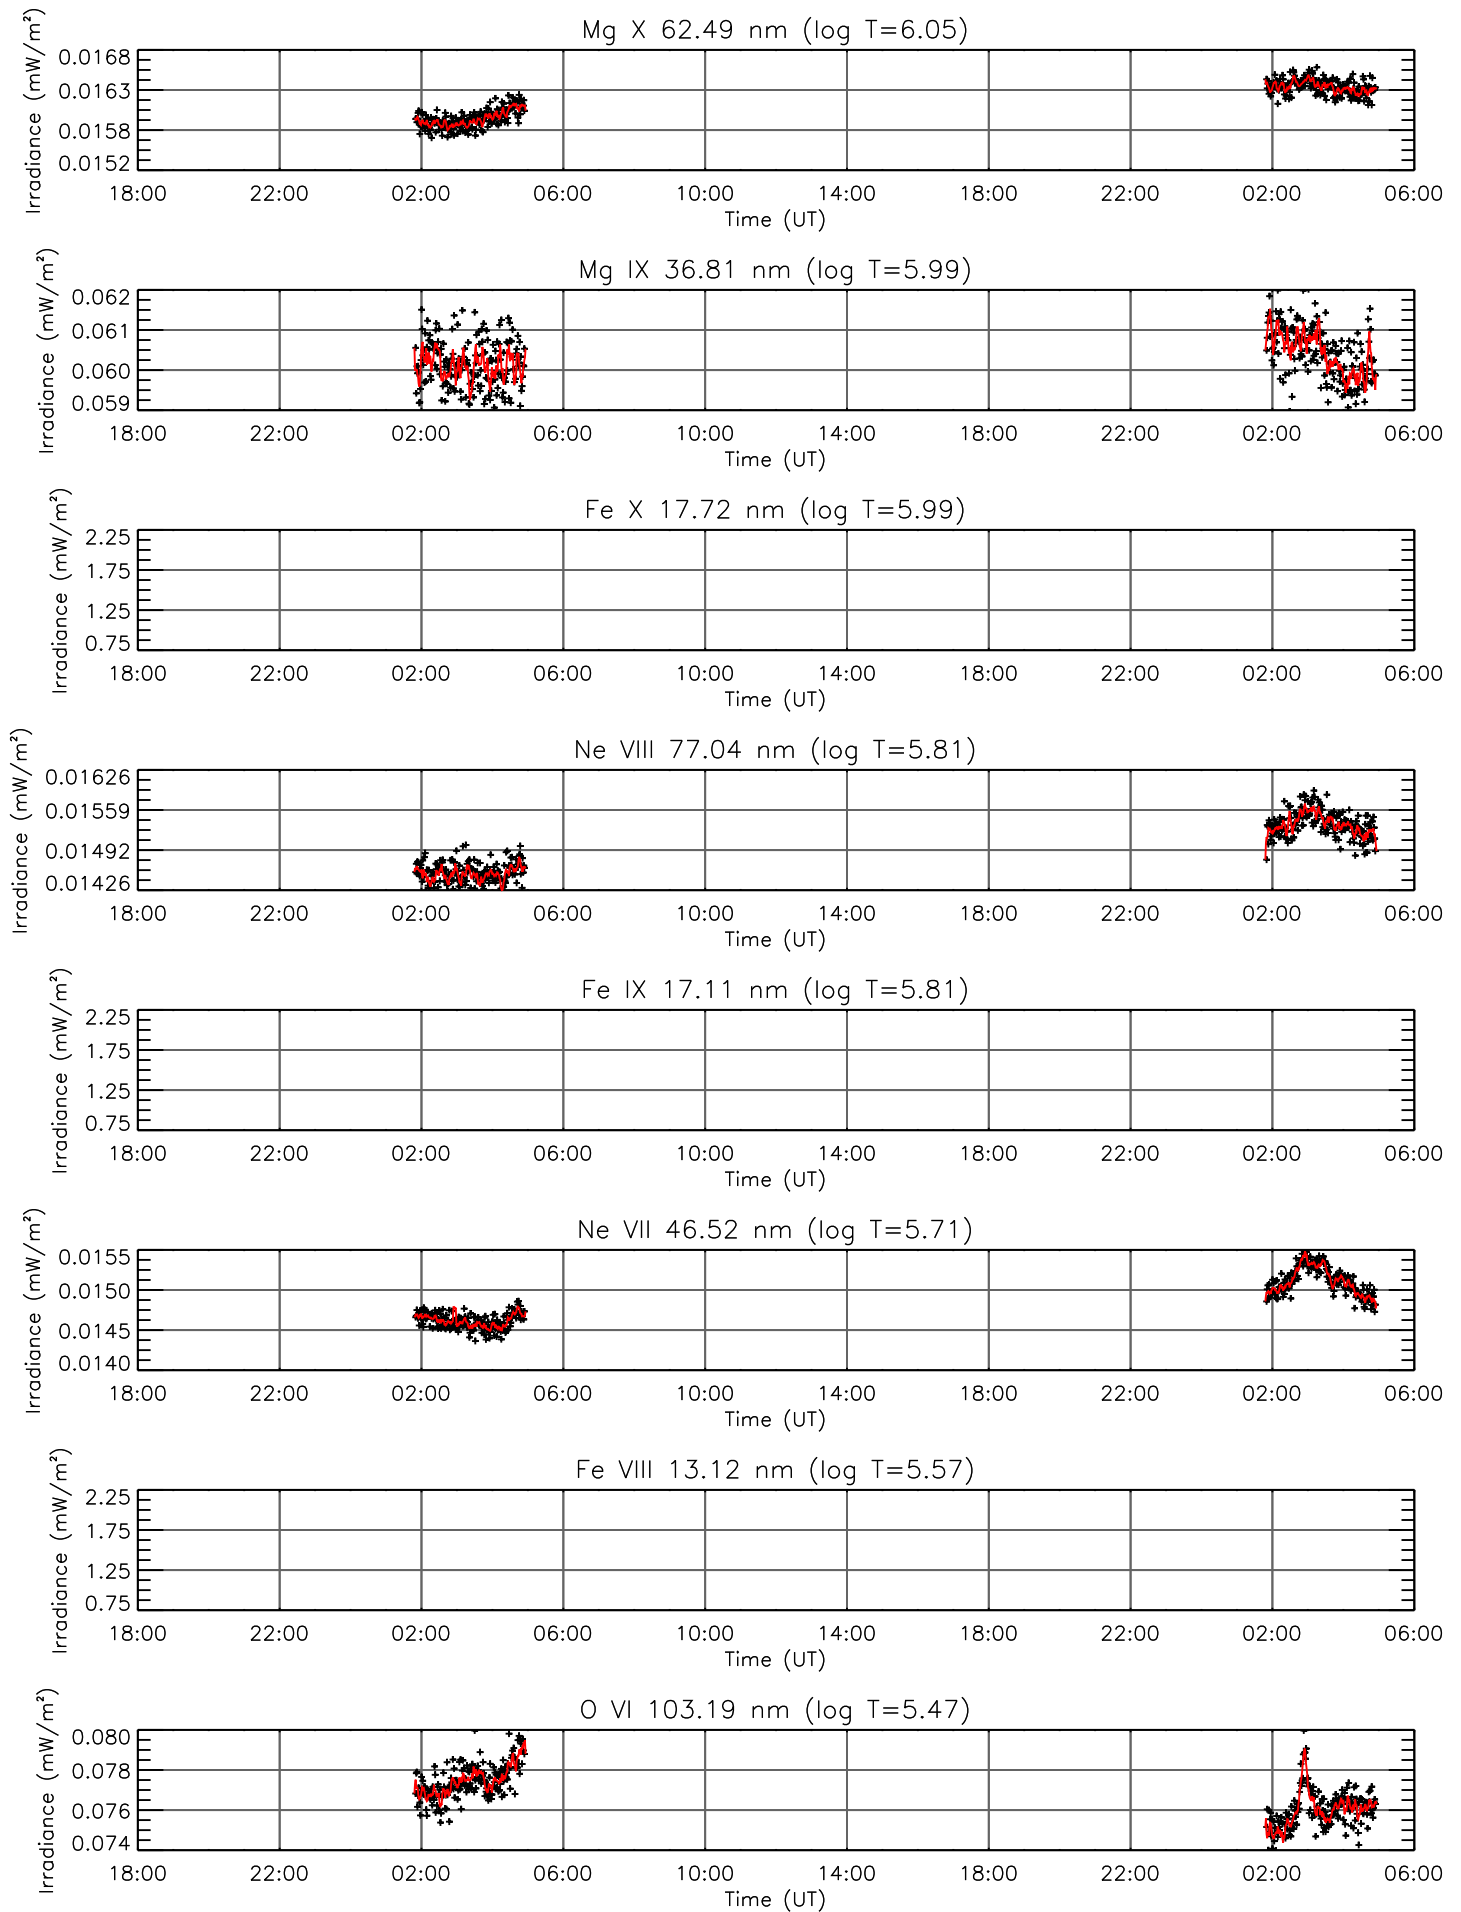 Mg X 62.49 nm (log T=6.05)
Irradiance (mW/m²)
0.0168
0.0163
0.0158
0.0152
18:00 22:00 02:00 06:00 10:00 14:00 18:00 22:00 02:00 06:00
Time (UT)
Mg IX 36.81 nm (log T=5.99)
Irradiance (mW/m²)
0.062
0.061
0.060
0.059
18:00 22:00 02:00 06:00 10:00 14:00 18:00 22:00 02:00 06:00
Time (UT)
Fe X 17.72 nm (log T=5.99)
Irradiance (mW/m²)
2.25
1.75
1.25
0.75
18:00 22:00 02:00 06:00 10:00 14:00 18:00 22:00 02:00 06:00
Time (UT)
Ne VIII 77.04 nm (log T=5.81)
Irradiance (mW/m²)
0.01626
0.01559
0.01492
0.01426
18:00 22:00 02:00 06:00 10:00 14:00 18:00 22:00 02:00 06:00
Time (UT)
Fe IX 17.11 nm (log T=5.81)
Irradiance (mW/m²)
2.25
1.75
1.25
0.75
18:00 22:00 02:00 06:00 10:00 14:00 18:00 22:00 02:00 06:00
Time (UT)
Ne VII 46.52 nm (log T=5.71)
Irradiance (mW/m²)
0.0155
0.0150
0.0145
0.0140
18:00 22:00 02:00 06:00 10:00 14:00 18:00 22:00 02:00 06:00
Time (UT)
Fe VIII 13.12 nm (log T=5.57)
Irradiance (mW/m²)
2.25
1.75
1.25
0.75
18:00 22:00 02:00 06:00 10:00 14:00 18:00 22:00 02:00 06:00
Time (UT)
O VI 103.19 nm (log T=5.47)
Irradiance (mW/m²)
0.080
0.078
0.076
0.074
18:00 22:00 02:00 06:00 10:00 14:00 18:00 22:00 02:00 06:00
Time (UT)